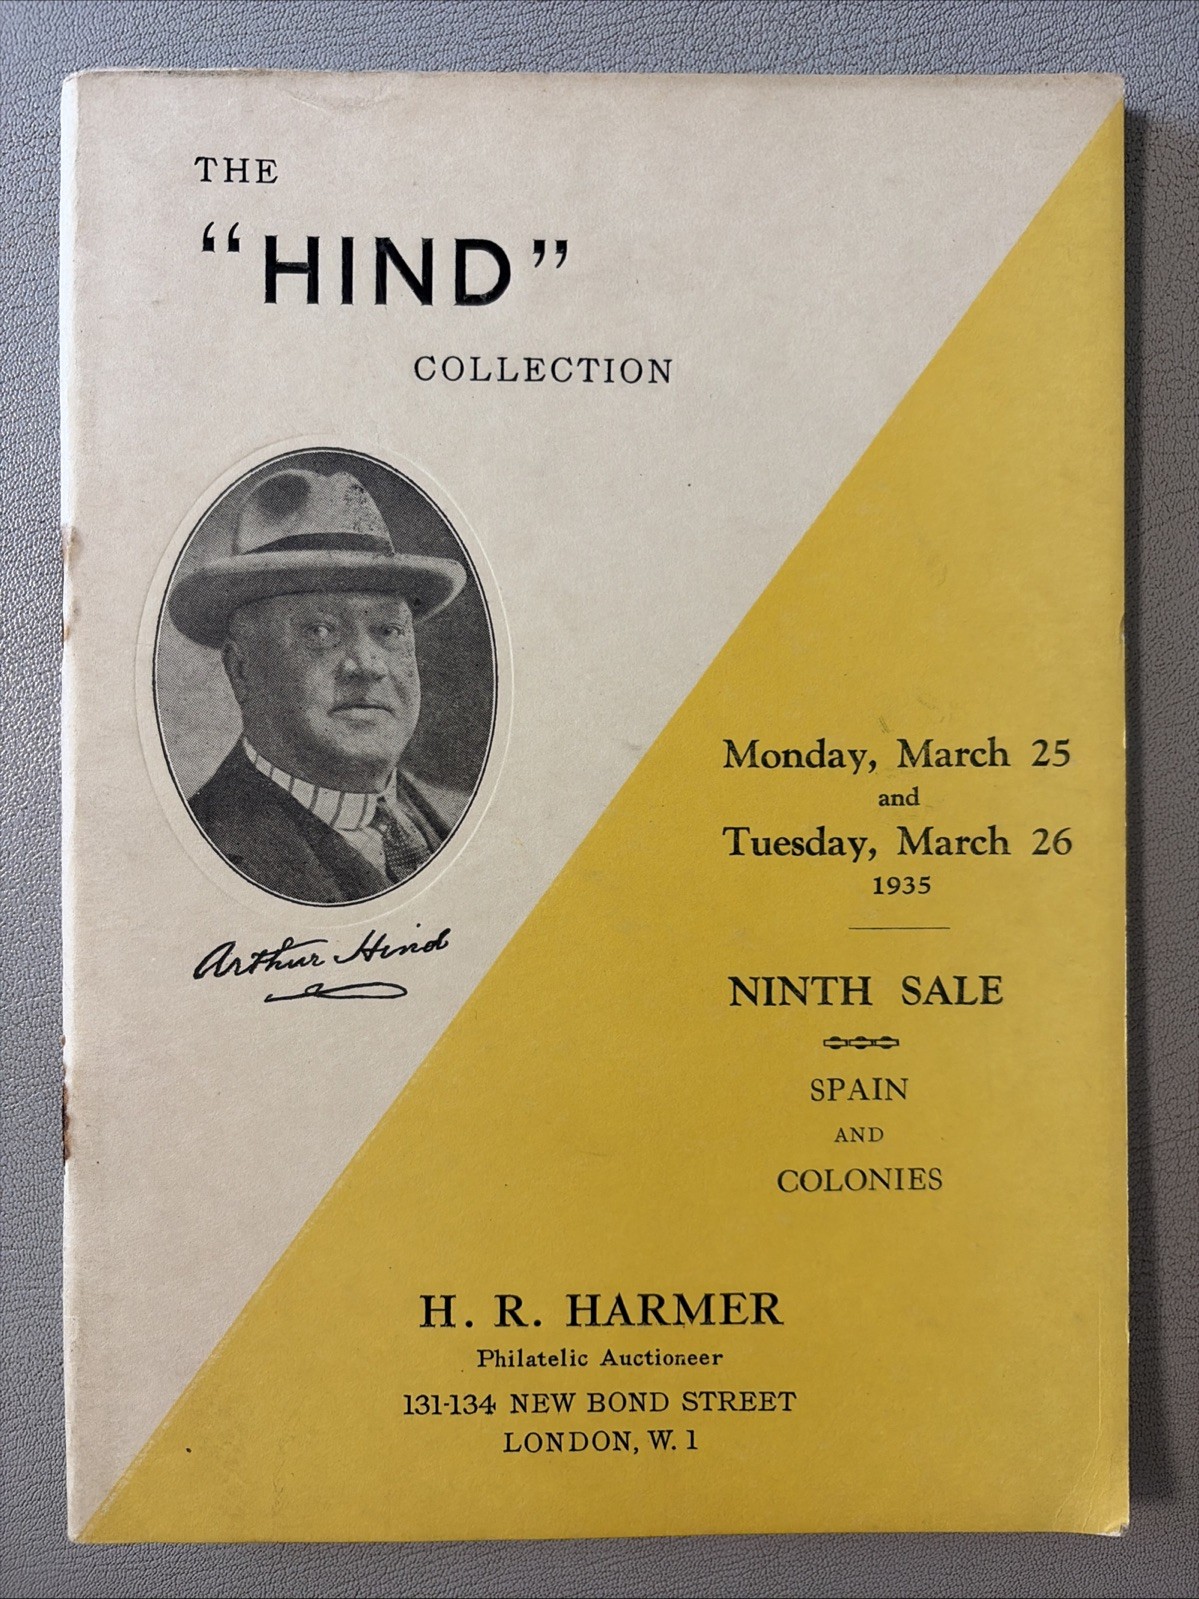 THE
“HIND”
COLLECTION
Arthur Hind
Monday, March 25
and
Tuesday, March 26
1935
NINTH SALE
SPAIN
AND
COLONIES
H. R. HARMER
Philatelic Auctioneer
131-134 NEW BOND STREET
LONDON, W. 1